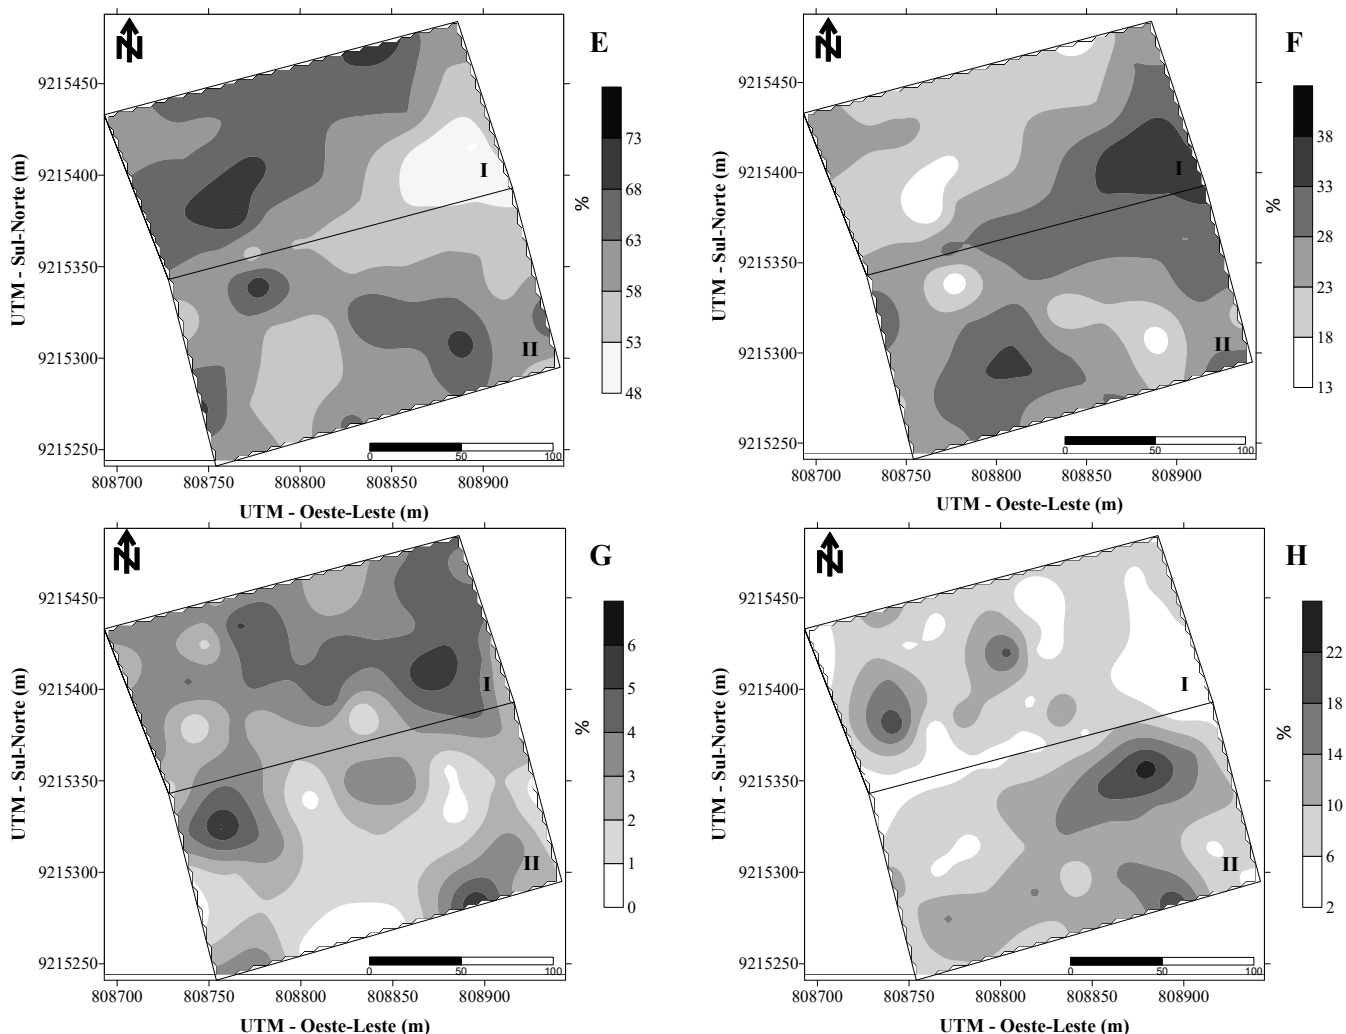 N
E
9215450
9215400
9215350
9215300
9215250
UTM - Sul-Norte (m)
I
II
0 50 100
808700 808750 808800 808850 808900
UTM - Oeste-Leste (m)
%
73
68
63
58
53
48
N
F
9215450
9215400
9215350
9215300
9215250
UTM - Sul-Norte (m)
I
II
0 50 100
808700 808750 808800 808850 808900
UTM - Oeste-Leste (m)
%
38
33
28
23
18
13
N
G
9215450
9215400
9215350
9215300
9215250
UTM - Sul-Norte (m)
I
II
0 50 100
808700 808750 808800 808850 808900
UTM - Oeste-Leste (m)
%
6
5
4
3
2
1
0
N
H
9215450
9215400
9215350
9215300
9215250
UTM - Sul-Norte (m)
I
II
0 50 100
808700 808750 808800 808850 808900
UTM - Oeste-Leste (m)
%
22
18
14
10
6
2